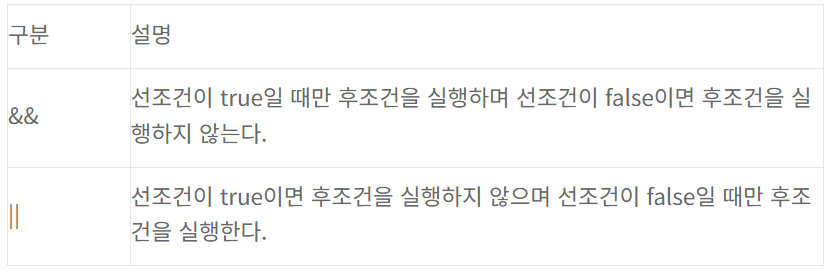 구분 설명
&& 선조건이 true일 때만 후조건을 실행하며 선조건이 false이면 후조건을 실
행하지 않는다.
|| 선조건이 true이면 후조건을 실행하지 않으며 선조건이 false일 때만 후조
건을 실행한다.